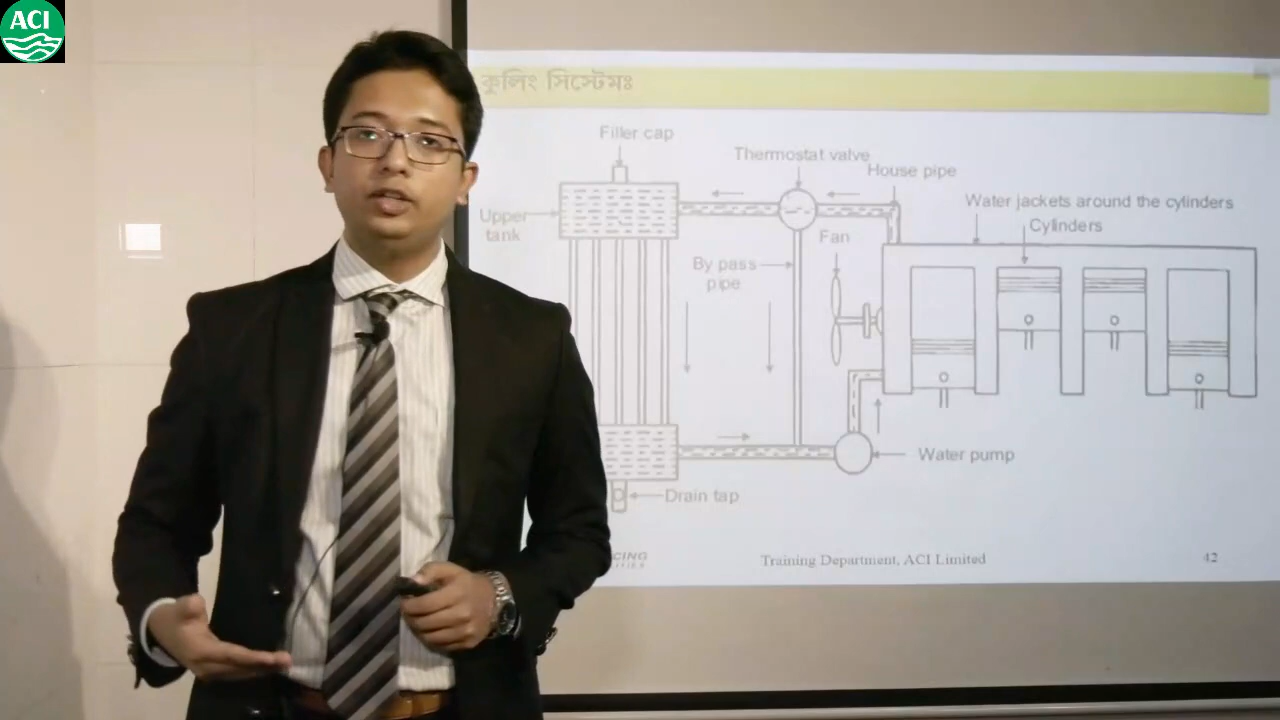 ACI
কুলিং সিস্টেমঃ
Filler cap
Thermostat valve
House pipe
Water jackets around the cylinders
Cylinders
Upper
tank
Fan
By pass
pipe
Water pump
Drain tap
Training Department, ACI Limited
42